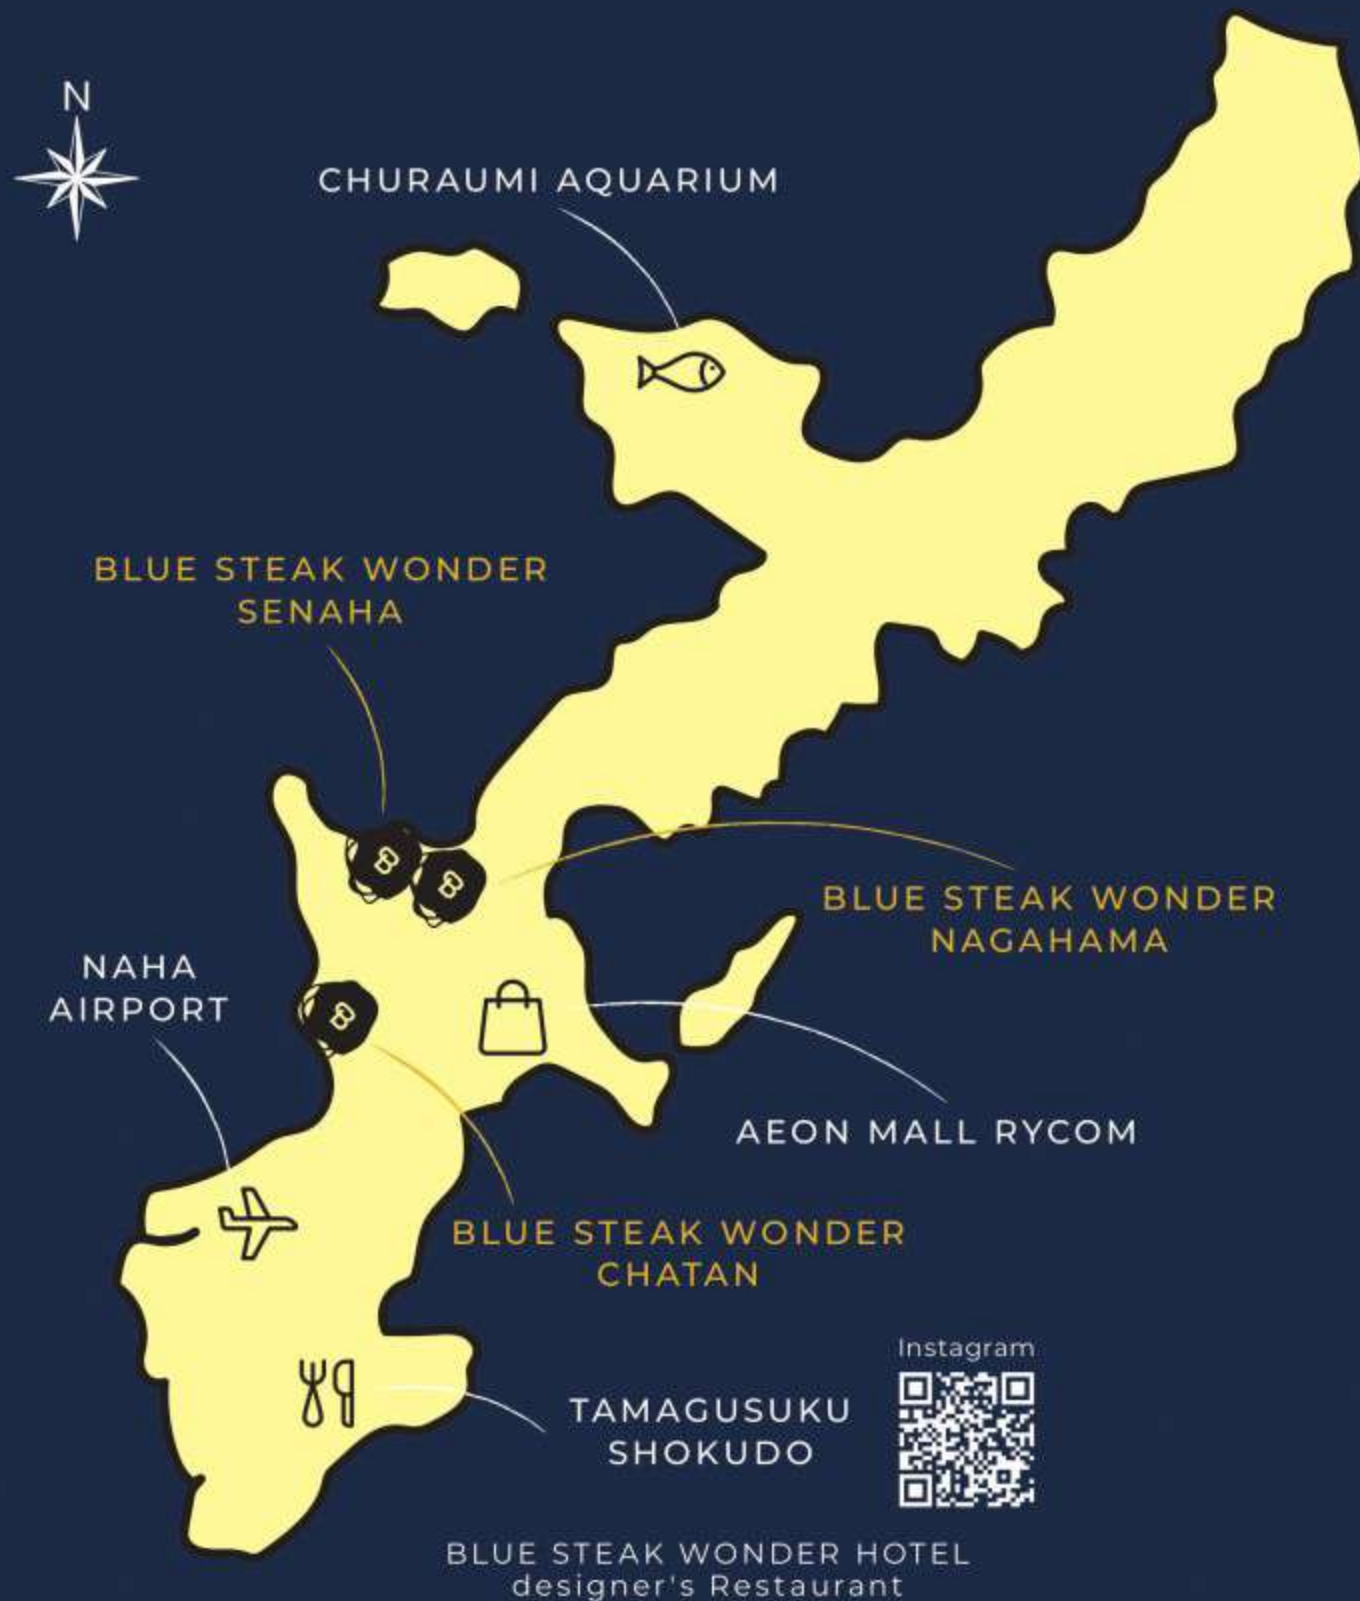 N
CHURAUMI AQUARIUM
BLUE STEAK WONDER
SENAHA
BLUE STEAK WONDER
NAGAHAMA
NAHA
AIRPORT
AEON MALL RYCOM
BLUE STEAK WONDER
CHATAN
Instagram
TAMAGUSUKU
SHOKUDO
BLUE STEAK WONDER HOTEL
designer's Restaurant